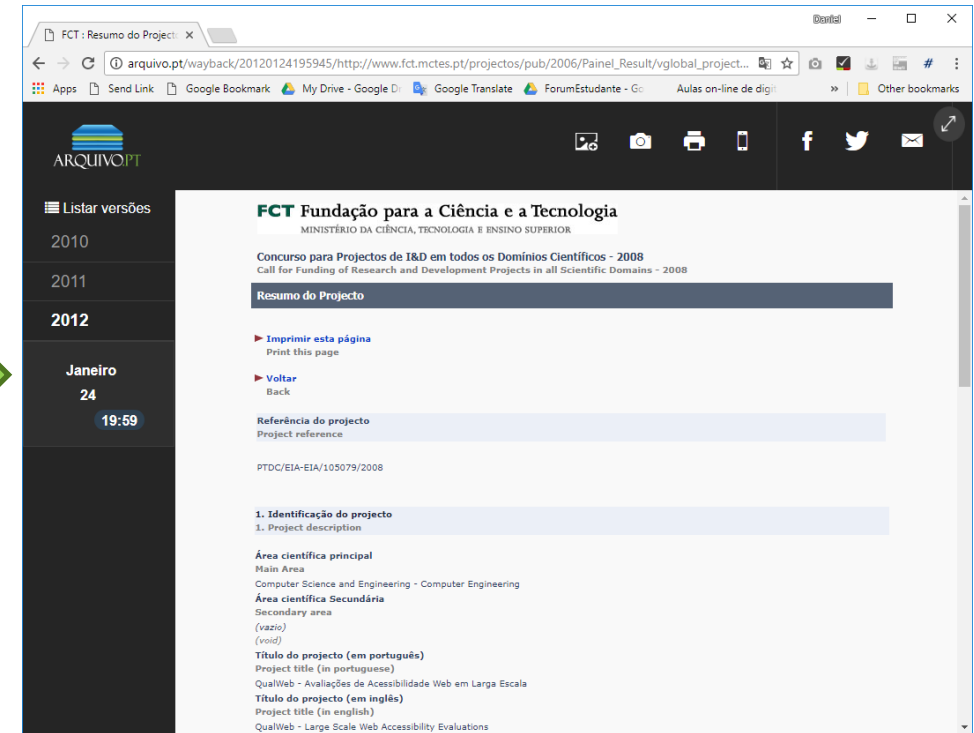 Daniel
FCT : Resumo do Projecto
arquivo.pt/wayback/20120124195945/http://www.fct.mctes.pt/projectos/pub/2006/Painel_Result/vglobal_project...
Apps Send Link Google Bookmark My Drive - Google Dr Google Translate ForumEstudante - Go Aulas on-line de digit » Other bookmarks
ARQUIVO.PT
Listar versões
2010
2011
2012
Janeiro
24
19:59
FCT Fundação para a Ciência e a Tecnologia
MINISTÉRIO DA CIÊNCIA, TECNOLOGIA E ENSINO SUPERIOR
Concurso para Projectos de I&D em todos os Domínios Científicos - 2008
Call for Funding of Research and Development Projects in all Scientific Domains - 2008
Resumo do Projecto
Imprimir esta página
Print this page
Voltar
Back
Referência do projecto
Project reference
PTDC/EIA-EIA/105079/2008
1. Identificação do projecto
1. Project description
Área científica principal
Main Area
Computer Science and Engineering - Computer Engineering
Área científica Secundária
Secondary area
(vazio)
(void)
Título do projecto (em português)
Project title (in portuguese)
QualWeb - Avaliações de Acessibilidade Web em Larga Escala
Título do projecto (em inglês)
Project title (in english)
QualWeb - Large Scale Web Accessibility Evaluations